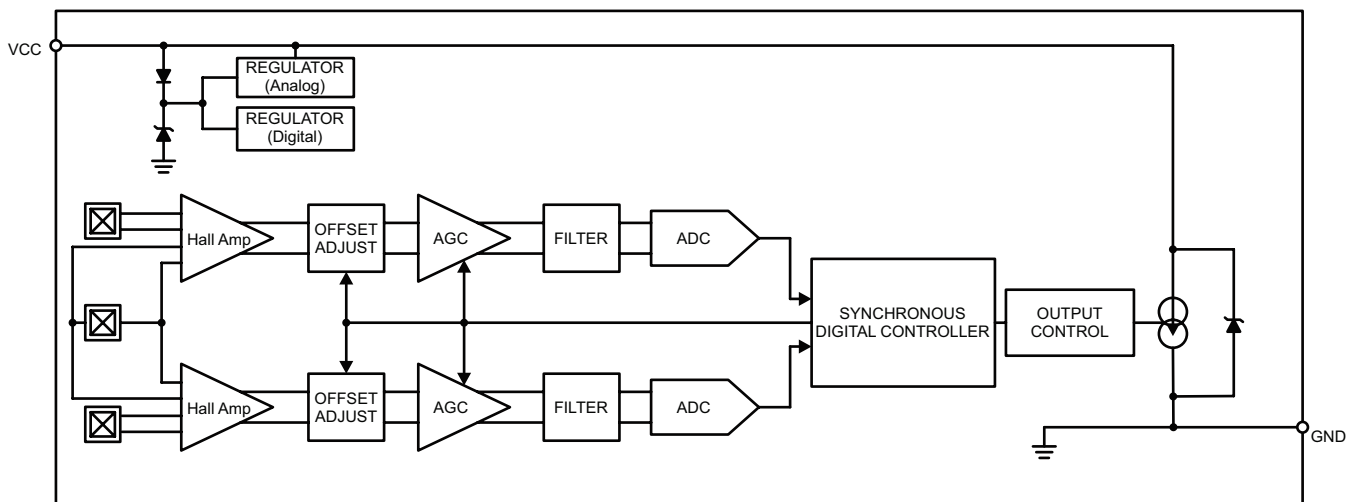 VCC
REGULATOR
(Analog)
REGULATOR
(Digital)
Hall Amp
OFFSET
ADJUST
AGC
FILTER
ADC
SYNCHRONOUS
DIGITAL CONTROLLER
OUTPUT
CONTROL
Hall Amp
OFFSET
ADJUST
AGC
FILTER
ADC
GND